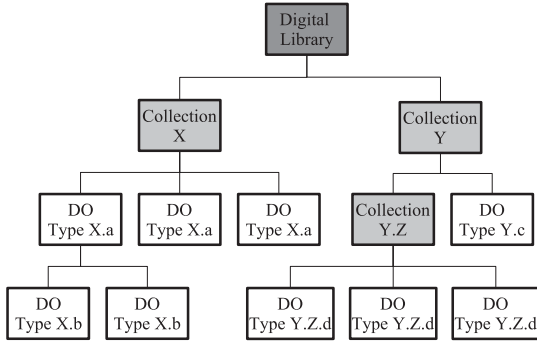 Digital
Library
Collection
X
Collection
Y
DO
Type X.a
DO
Type X.a
DO
Type X.a
Collection
Y.Z
DO
Type Y.c
DO
Type X.b
DO
Type X.b
DO
Type Y.Z.d
DO
Type Y.Z.d
DO
Type Y.Z.d